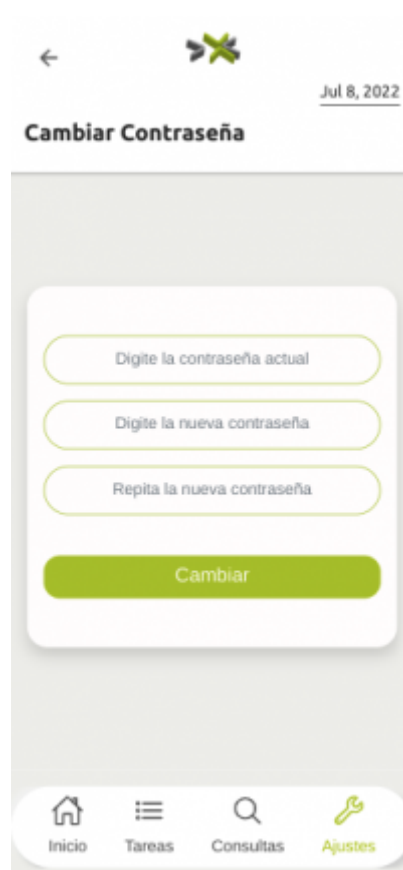 Jul 8, 2022
Cambiar Contraseña
Digite la contraseña actual
Digite la nueva contraseña
Repita la nueva contraseña
Cambiar
Inicio Tareas Consultas Ajustes